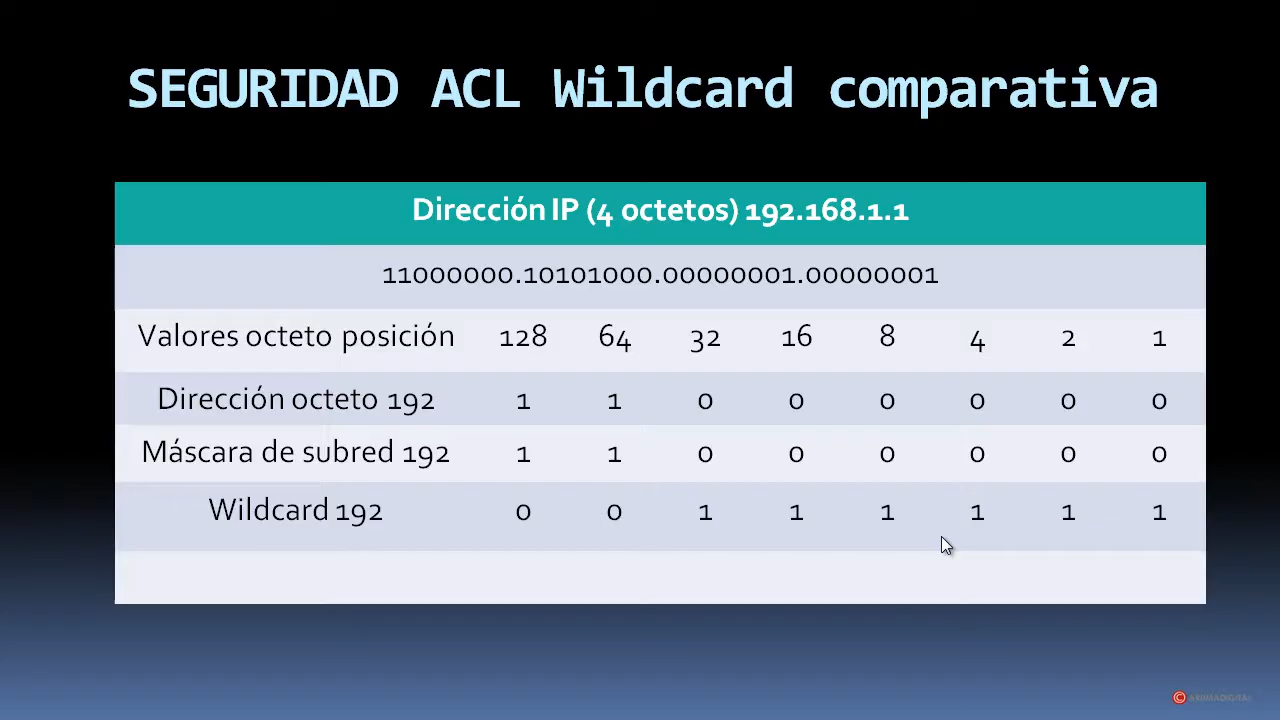 SEGURIDAD ACL Wildcard comparativa
Dirección IP (4 octetos) 192.168.1.1
11000000.10101000.00000001.00000001
Valores octeto posición 128 64 32 16 8 4 2 1
Dirección octeto 192 1 1 0 0 0 0 0 0
Máscara de subred 192 1 1 0 0 0 0 0 0
Wildcard 192 0 0 1 1 1 1 1 1